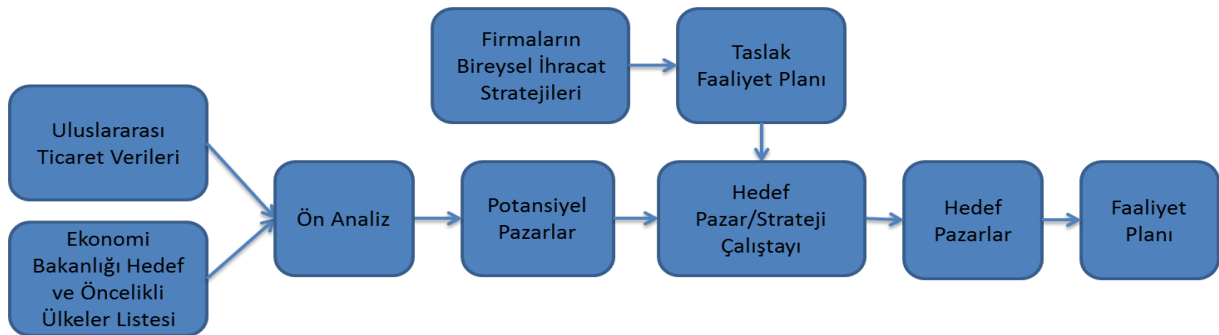 Firmaların
Bireysel İhracat
Stratejileri
Taslak
Faaliyet Planı
Uluslararası
Ticaret Verileri
Ekonomi
Bakanlığı Hedef
ve Öncelikli
Ülkeler Listesi
Ön Analiz
Potansiyel
Pazarlar
Hedef
Pazar/Strateji
Çalıştayı
Hedef
Pazarlar
Faaliyet
Planı